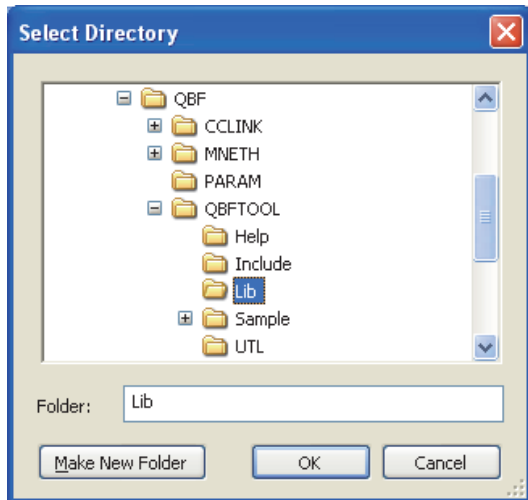 Select Directory
QBF
CCLINK
MNETH
PARAM
QBFTOOL
Help
Include
Lib
Sample
UTL
Folder: Lib
Make New Folder OK Cancel